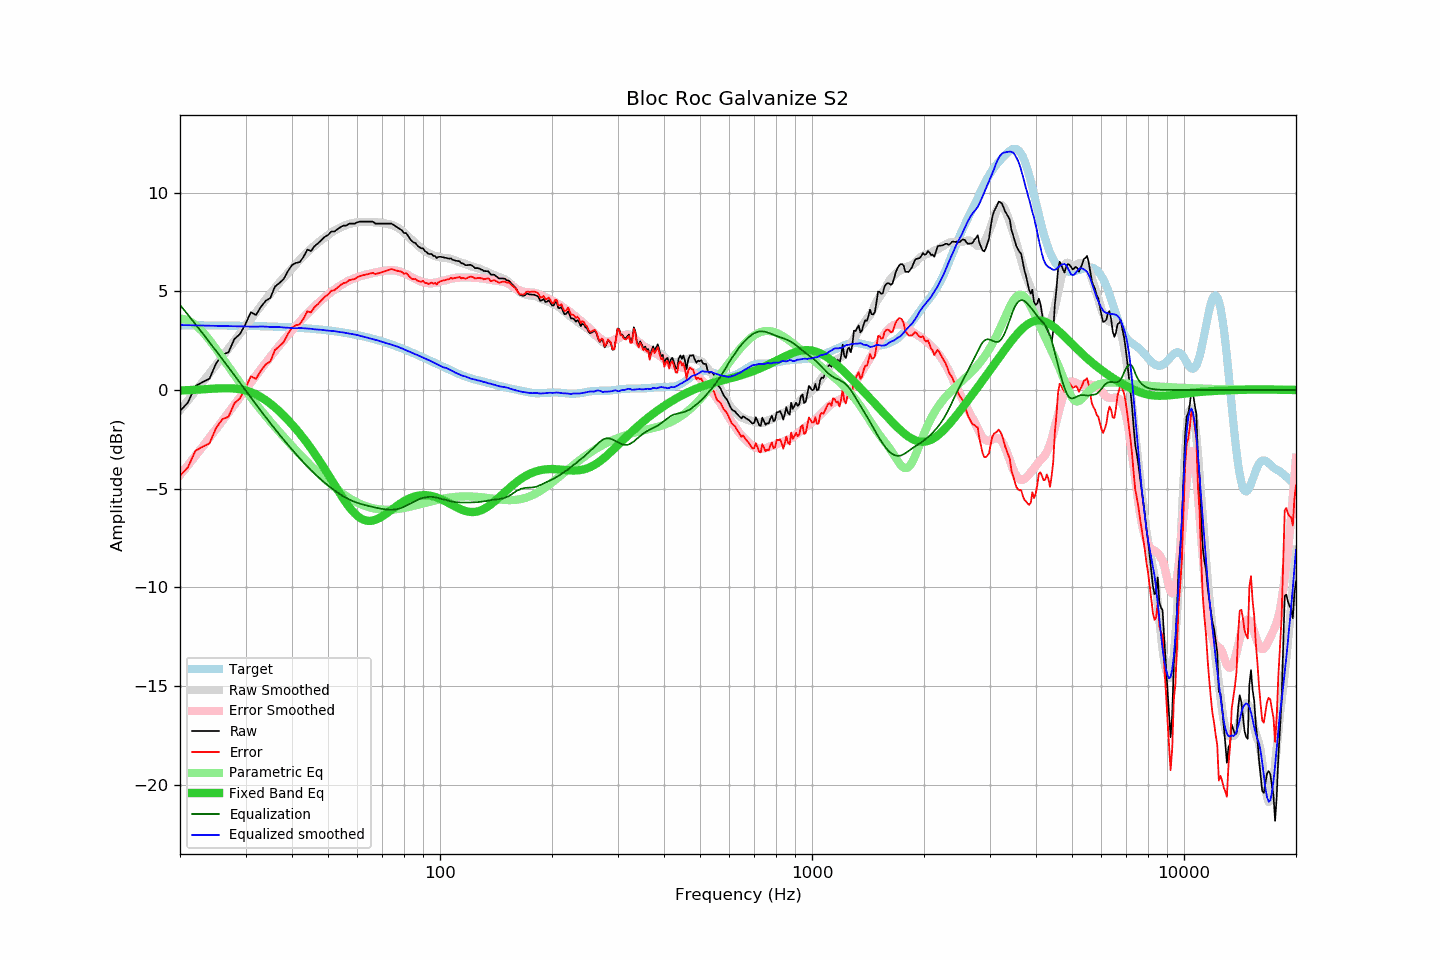 Bloc Roc Galvanize S2
Amplitude (dBr)
10
5
0
−5
−10
−15
−20
Target
Raw Smoothed
Error Smoothed
Raw
Error
Parametric Eq
Fixed Band Eq
Equalization
Equalized smoothed
100
1000
10000
Frequency (Hz)